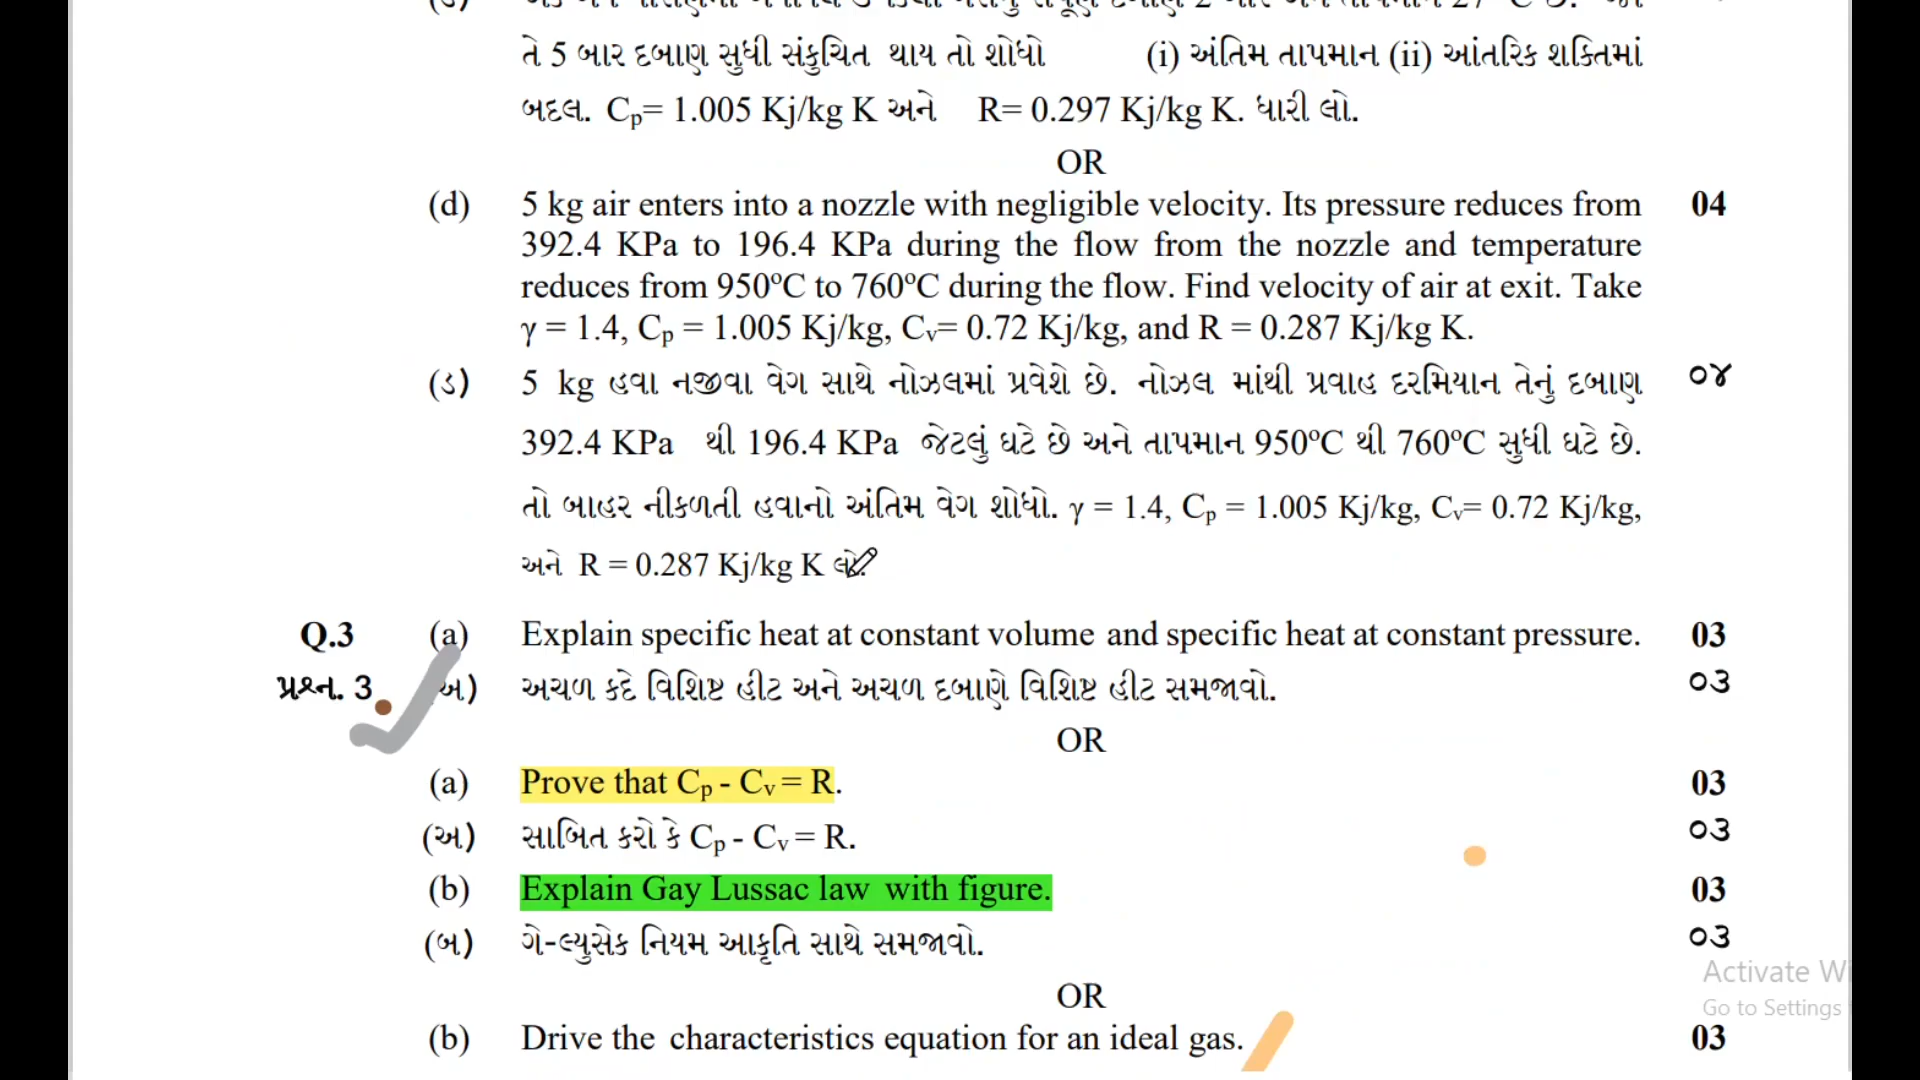 તે 5 બાર દબાણ સુધી સંકુચિત થાય તો શોધો (i) અંતિમ તાપમાન (ii) આંતરિક શક્તિમાં
બદલ. Cp= 1.005 Kj/kg K અને R= 0.297 Kj/kg K. ધારી લો.
OR
(d) 5 kg air enters into a nozzle with negligible velocity. Its pressure reduces from 04
392.4 KPa to 196.4 KPa during the flow from the nozzle and temperature
reduces from 950ºC to 760ºC during the flow. Find velocity of air at exit. Take
γ = 1.4, Cp = 1.005 Kj/kg, Cv= 0.72 Kj/kg, and R = 0.287 Kj/kg K.
(ડ) 5 kg હવા નજીવા વેગ સાથે નોઝલમાં પ્રવેશે છે. નોઝલ માંથી પ્રવાહ દરમિયાન તેનું દબાણ ૦૪
392.4 KPa થી 196.4 KPa જેટલું ઘટે છે અને તાપમાન 950ºC થી 760ºC સુધી ઘટે છે.
તો બાહર નીકળતી હવાનો અંતિમ વેગ શોધો. γ = 1.4, Cp = 1.005 Kj/kg, Cv= 0.72 Kj/kg,
અને R = 0.287 Kj/kg K લો.
Q.3 (a) Explain specific heat at constant volume and specific heat at constant pressure. 03
પ્રશ્ન. 3 અ) અચળ કદે વિશિષ્ટ હીટ અને અચળ દબાણે વિશિષ્ટ હીટ સમજાવો. ૦૩
OR
(a) Prove that Cp - Cv = R. 03
(અ) સાબિત કરો કે Cp - Cv = R. ૦૩
(b) Explain Gay Lussac law with figure. 03
(બ) ગે-લ્યુસેક નિયમ આકૃતિ સાથે સમજાવો. ૦૩
Activate Wi
OR
Go to Settings
(b) Drive the characteristics equation for an ideal gas. 03